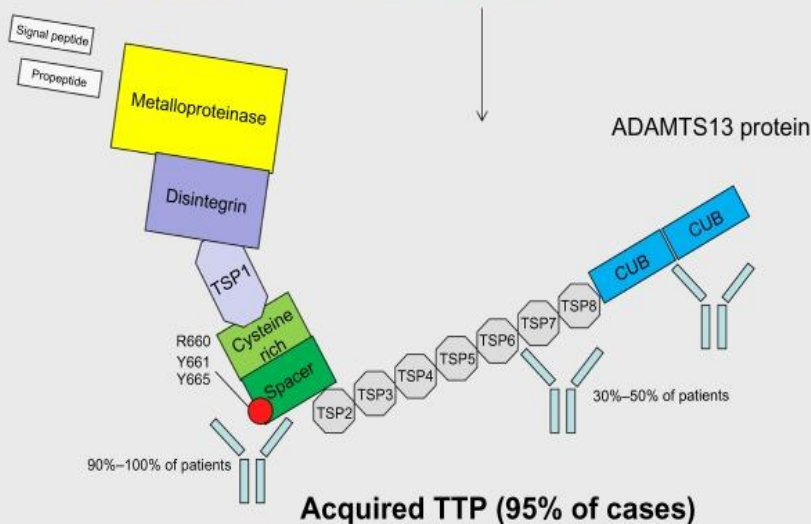 Signal peptide
Propeptide
Metalloproteinase
ADAMTS13 protein
Disintegrin
TSP1
CUB
CUB
R660
Y661
Y665
Cysteine
rich
Spacer
TSP2
TSP3
TSP4
TSP5
TSP6
TSP7
TSP8
30%–50% of patients
90%–100% of patients
Acquired TTP (95% of cases)